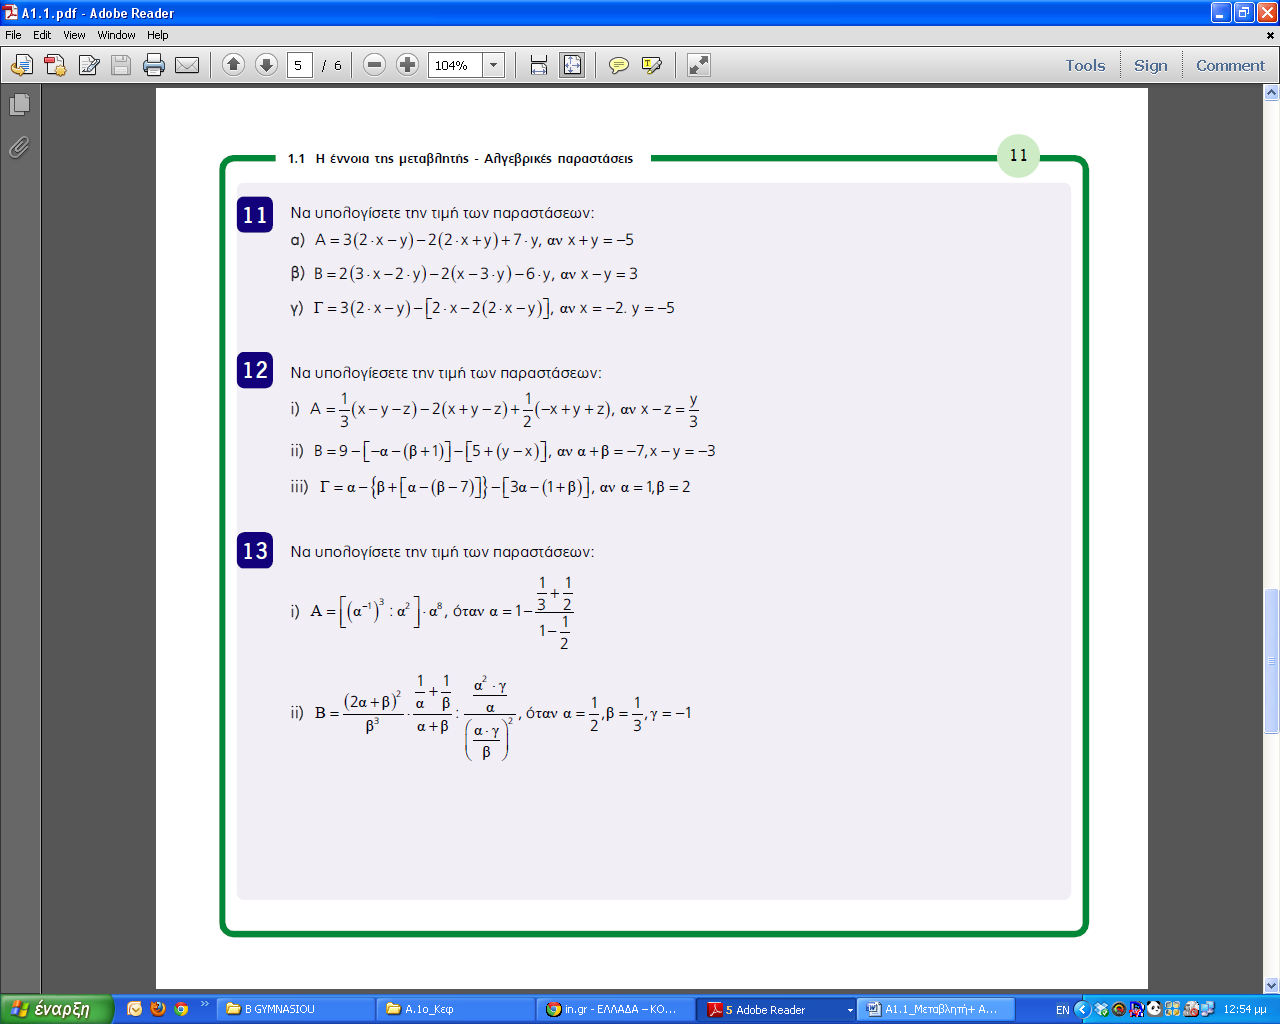 A1.1.pdf - Adobe Reader
File Edit View Window Help
5 / 6 104% Tools Sign Comment
1.1 Η έννοια της μεταβλητής - Αλγεβρικές παραστάσεις 11
11 Να υπολογίσετε την τιμή των παραστάσεων:
α) A = 3(2·x − y) − 2(2·x + y) + 7·y, αν x + y = −5
β) B = 2(3·x − 2·y) − 2(x − 3·y) − 6·y, αν x − y = 3
γ) Γ = 3(2·x − y) − [2·x − 2(2·x − y)], αν x = −2. y = −5
12 Να υπολογίεσετε την τιμή των παραστάσεων:
i) A = 1/3 (x − y − z) − 2(x + y − z) + 1/2 (−x + y + z), αν x − z = y/3
ii) B = 9 − [−α − (β + 1)] − [5 + (y − x)], αν α + β = −7, x − y = −3
iii) Γ = α − {β + [α − (β − 7)]} − [3α − (1 + β)], αν α = 1, β = 2
13 Να υπολογίσετε την τιμή των παραστάσεων:
i) A = [(α⁻¹)³ : α²] · α⁸, όταν α = 1 − (1/3 + 1/2)/(1 − 1/2)
ii) B = (2α + β)²/β³ · (1/α + 1/β)/(α + β) : (α²·γ/α)/(α·γ/β)², όταν α = 1/2, β = 1/3, γ = −1
έναρξη B GYMNASIOU Α.1ο_Κεφ in.gr - ΕΛΛΑΔΑ – ΚΟ... 5 Adobe Reader Α1.1_Μεταβλητή+ Α... EN 12:54 μμ